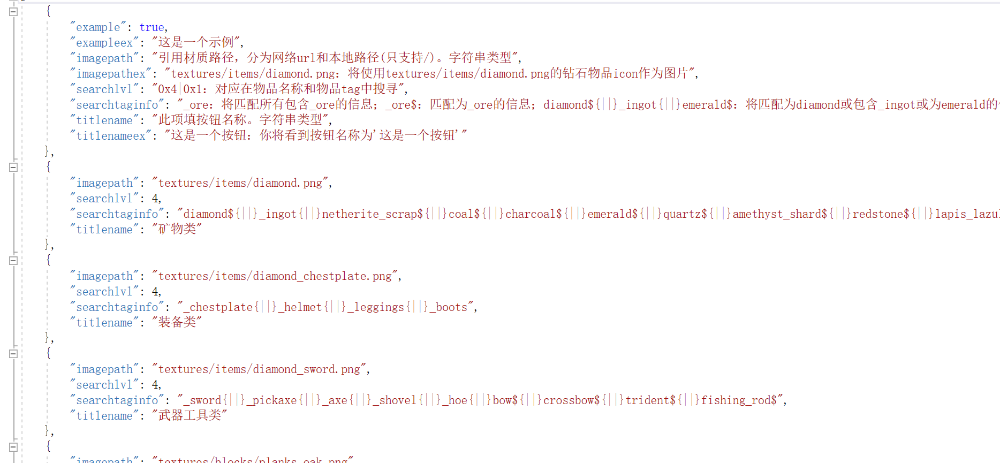 {
"example": true,
"exampleex": "这是一个示例",
"imagepath": "引用材质路径，分为网络url和本地路径(只支持/)。字符串类型",
"imagepathex": "textures/items/diamond.png：将使用textures/items/diamond.png的钻石物品icon作为图片",
"searchlvl": "0x4|0x1：对应在物品名称和物品tag中搜寻",
"searchtaginfo": "_ore：将匹配所有包含_ore的信息；_ore$：匹配为_ore的信息；diamond${||}_ingot{||}emerald$：将匹配为diamond或包含_ingot或为emerald的
"titlename": "此项填按钮名称。字符串类型",
"titlenameex": "这是一个按钮：你将看到按钮名称为'这是一个按钮'"
},
{
"imagepath": "textures/items/diamond.png",
"searchlvl": 4,
"searchtaginfo": "diamond${||}_ingot{||}netherite_scrap${||}coal${||}charcoal${||}emerald${||}quartz${||}amethyst_shard${||}redstone${||}lapis_lazul
"titlename": "矿物类"
},
{
"imagepath": "textures/items/diamond_chestplate.png",
"searchlvl": 4,
"searchtaginfo": "_chestplate{||}_helmet{||}_leggings{||}_boots",
"titlename": "装备类"
},
{
"imagepath": "textures/items/diamond_sword.png",
"searchlvl": 4,
"searchtaginfo": "_sword{||}_pickaxe{||}_axe{||}_shovel{||}_hoe{||}bow${||}crossbow${||}trident${||}fishing_rod$",
"titlename": "武器工具类"
},
{
"imagepath": "textures/blocks/planks_oak.png"